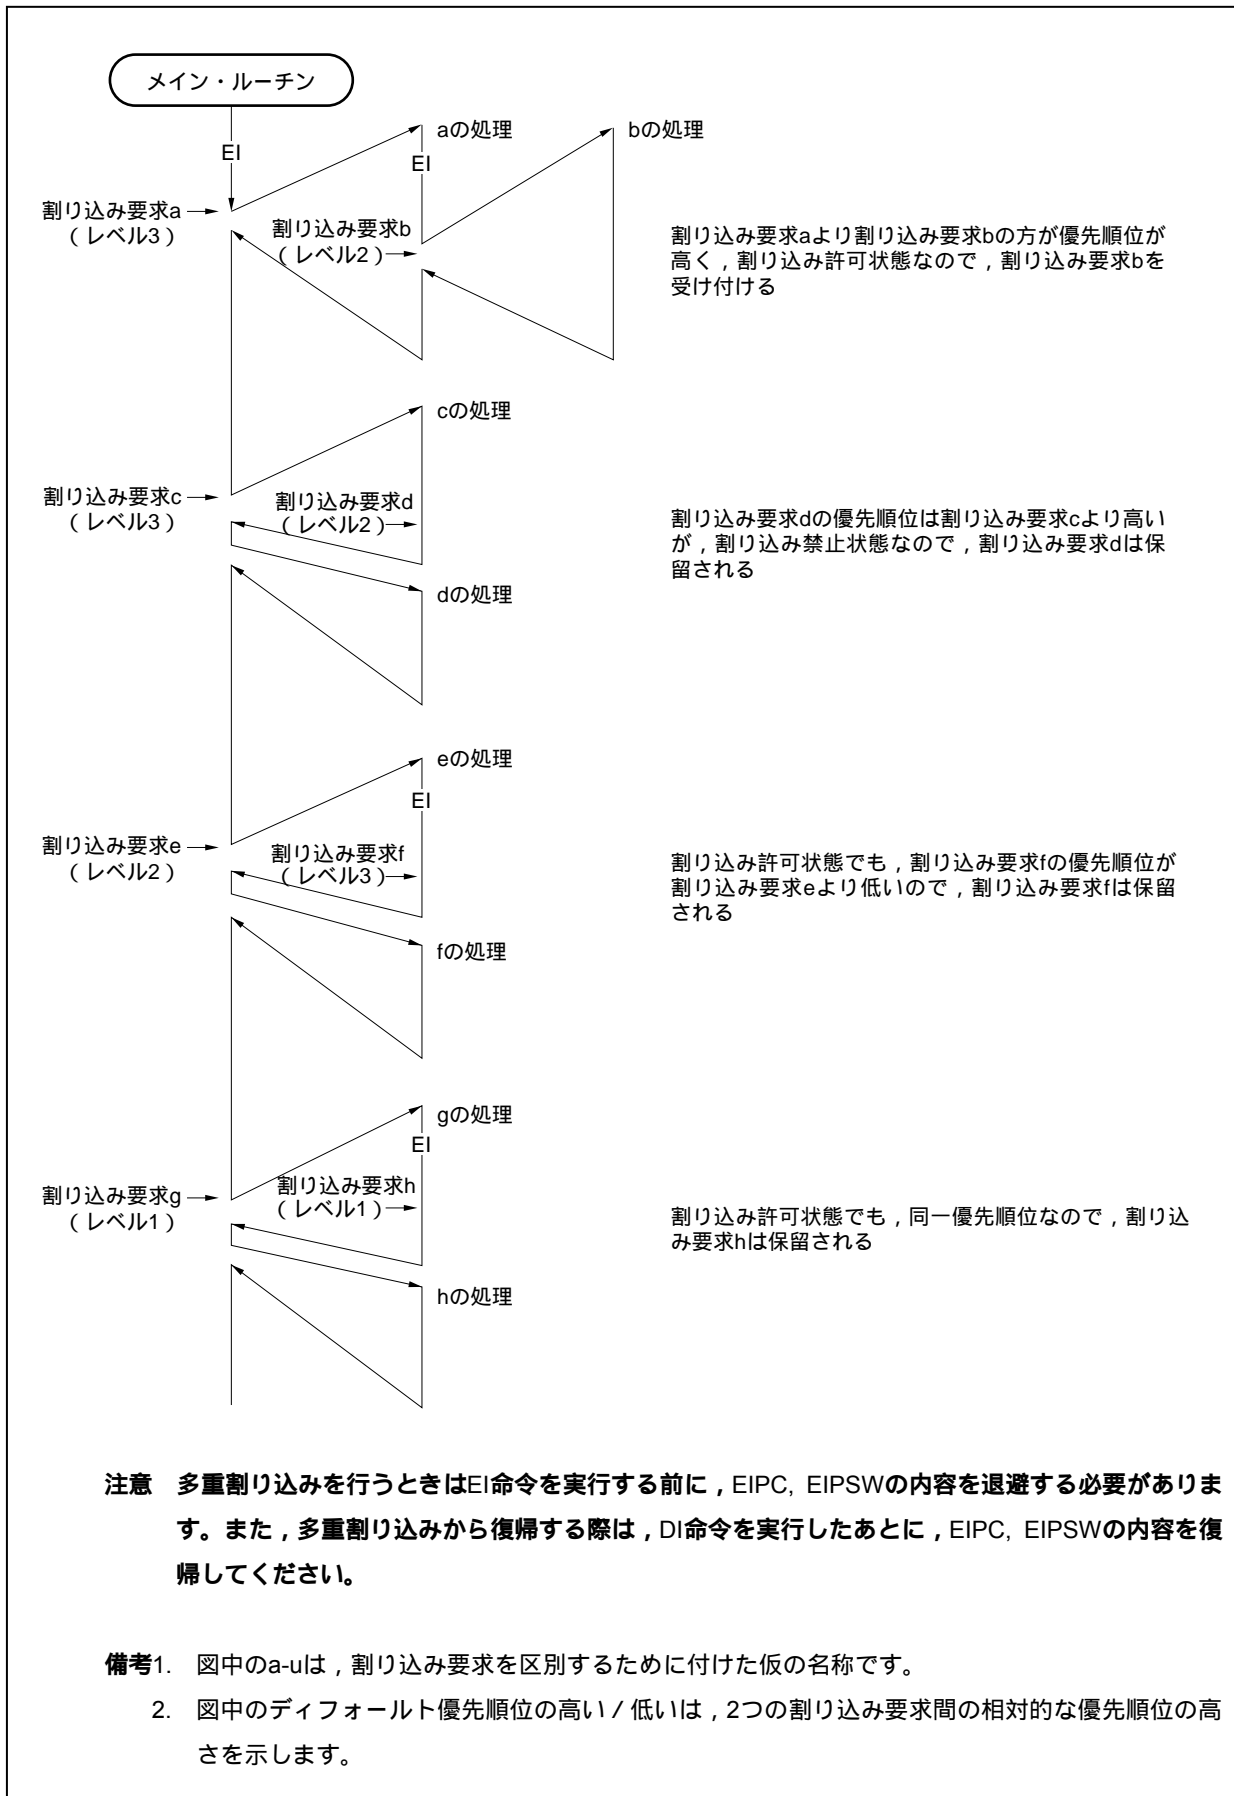 メイン・ルーチン
aの処理
bの処理
EI
EI
割り込み要求a
（レベル3）
割り込み要求b
（レベル2）
割り込み要求aより割り込み要求bの方が優先順位が
高く，割り込み許可状態なので，割り込み要求bを
受け付ける
cの処理
割り込み要求c
（レベル3）
割り込み要求d
（レベル2）
割り込み要求dの優先順位は割り込み要求cより高い
が，割り込み禁止状態なので，割り込み要求dは保
留される
dの処理
eの処理
EI
割り込み要求e
（レベル2）
割り込み要求f
（レベル3）
割り込み許可状態でも，割り込み要求fの優先順位が
割り込み要求eより低いので，割り込み要求fは保留
される
fの処理
gの処理
EI
割り込み要求g
（レベル1）
割り込み要求h
（レベル1）
割り込み許可状態でも，同一優先順位なので，割り込
み要求hは保留される
hの処理
注意 多重割り込みを行うときはEI命令を実行する前に，EIPC, EIPSWの内容を退避する必要がありま
す。また，多重割り込みから復帰する際は，DI命令を実行したあとに，EIPC, EIPSWの内容を復
帰してください。
備考1. 図中のa-uは，割り込み要求を区別するために付けた仮の名称です。
2. 図中のディフォールト優先順位の高い／低いは，2つの割り込み要求間の相対的な優先順位の高
さを示します。